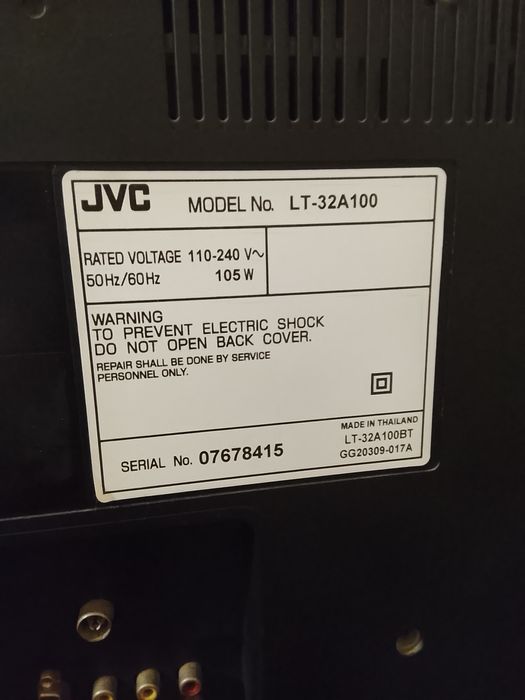 JVC MODEL No. LT-32A100
RATED VOLTAGE 110-240 V~
50Hz/60Hz 105 W
WARNING
TO PREVENT ELECTRIC SHOCK
DO NOT OPEN BACK COVER.
REPAIR SHALL BE DONE BY SERVICE
PERSONNEL ONLY.
MADE IN THAILAND
LT-32A100BT
SERIAL No. 07678415
GG20309-017A